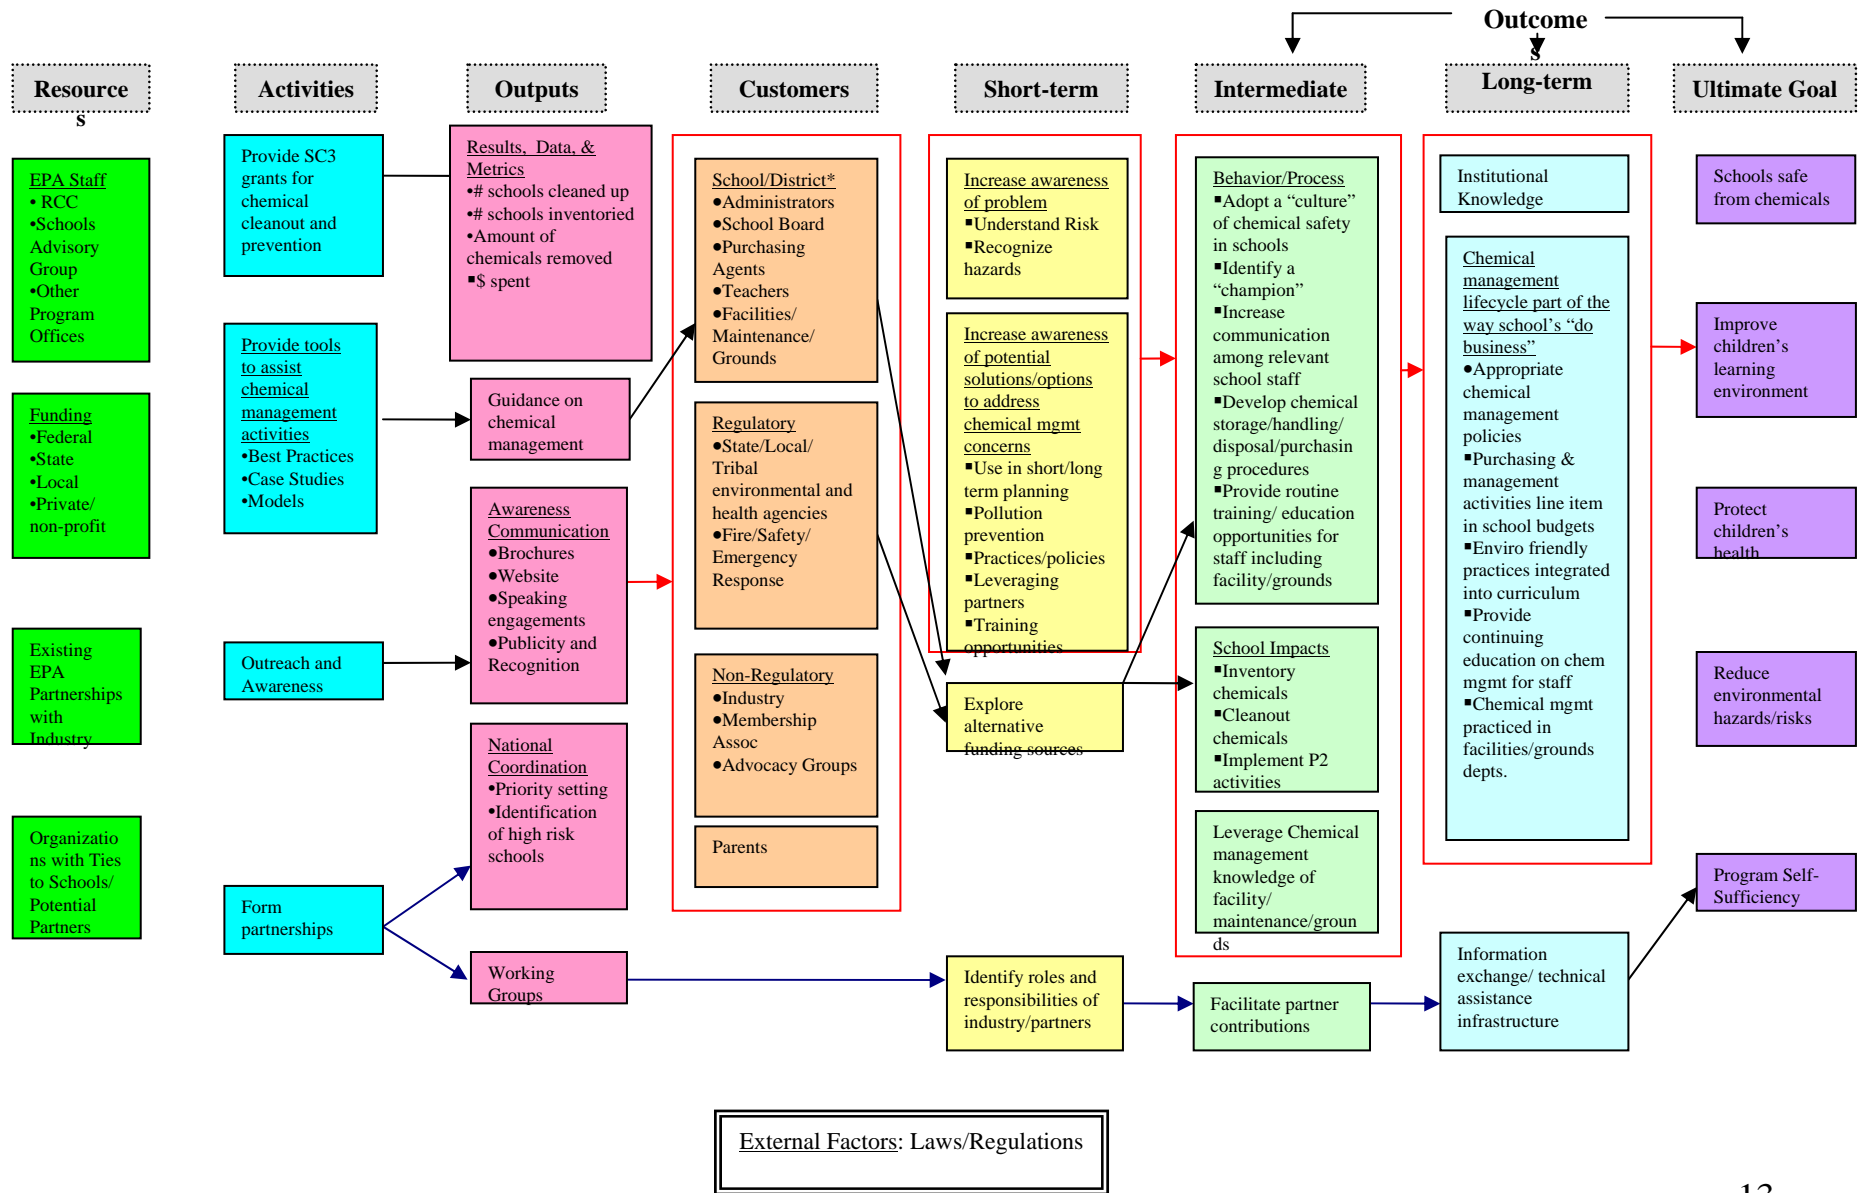 Outcome
s
Resource
s
Activities
Outputs
Customers
Short-term
Intermediate
Long-term
Ultimate Goal
EPA Staff
• RCC
•Schools
Advisory
Group
•Other
Program
Offices
Funding
•Federal
•State
•Local
•Private/
non-profit
Existing
EPA
Partnerships
with
Industry
Organizatio
ns with Ties
to Schools/
Potential
Partners
Provide SC3
grants for
chemical
cleanout and
prevention
Provide tools
to assist
chemical
management
activities
•Best Practices
•Case Studies
•Models
Outreach and
Awareness
Form
partnerships
Results, Data, &
Metrics
•# schools cleaned up
•# schools inventoried
•Amount of
chemicals removed
▪$ spent
Guidance on
chemical
management
Awareness
Communication
●Brochures
●Website
●Speaking
engagements
●Publicity and
Recognition
National
Coordination
•Priority setting
•Identification
of high risk
schools
Working
Groups
School/District*
●Administrators
●School Board
●Purchasing
Agents
●Teachers
●Facilities/
Maintenance/
Grounds
Regulatory
●State/Local/
Tribal
environmental and
health agencies
●Fire/Safety/
Emergency
Response
Non-Regulatory
●Industry
●Membership
Assoc
●Advocacy Groups
Parents
Increase awareness
of problem
▪Understand Risk
▪Recognize
hazards
Increase awareness
of potential
solutions/options
to address
chemical mgmt
concerns
▪Use in short/long
term planning
▪Pollution
prevention
▪Practices/policies
▪Leveraging
partners
▪Training
opportunities
Explore
alternative
funding sources
Identify roles and
responsibilities of
industry/partners
Behavior/Process
▪Adopt a “culture”
of chemical safety
in schools
▪Identify a
“champion”
▪Increase
communication
among relevant
school staff
▪Develop chemical
storage/handling/
disposal/purchasin
g procedures
▪Provide routine
training/ education
opportunities for
staff including
facility/grounds
School Impacts
▪Inventory
chemicals
▪Cleanout
chemicals
▪Implement P2
activities
Leverage Chemical
management
knowledge of
facility/
maintenance/groun
ds
Facilitate partner
contributions
Institutional
Knowledge
Chemical
management
lifecycle part of the
way school’s “do
business”
●Appropriate
chemical
management
policies
▪Purchasing &
management
activities line item
in school budgets
▪Enviro friendly
practices integrated
into curriculum
▪Provide
continuing
education on chem
mgmt for staff
▪Chemical mgmt
practiced in
facilities/grounds
depts.
Information
exchange/ technical
assistance
infrastructure
Schools safe
from chemicals
Improve
children’s
learning
environment
Protect
children’s
health
Reduce
environmental
hazards/risks
Program Self-
Sufficiency
External Factors: Laws/Regulations
13